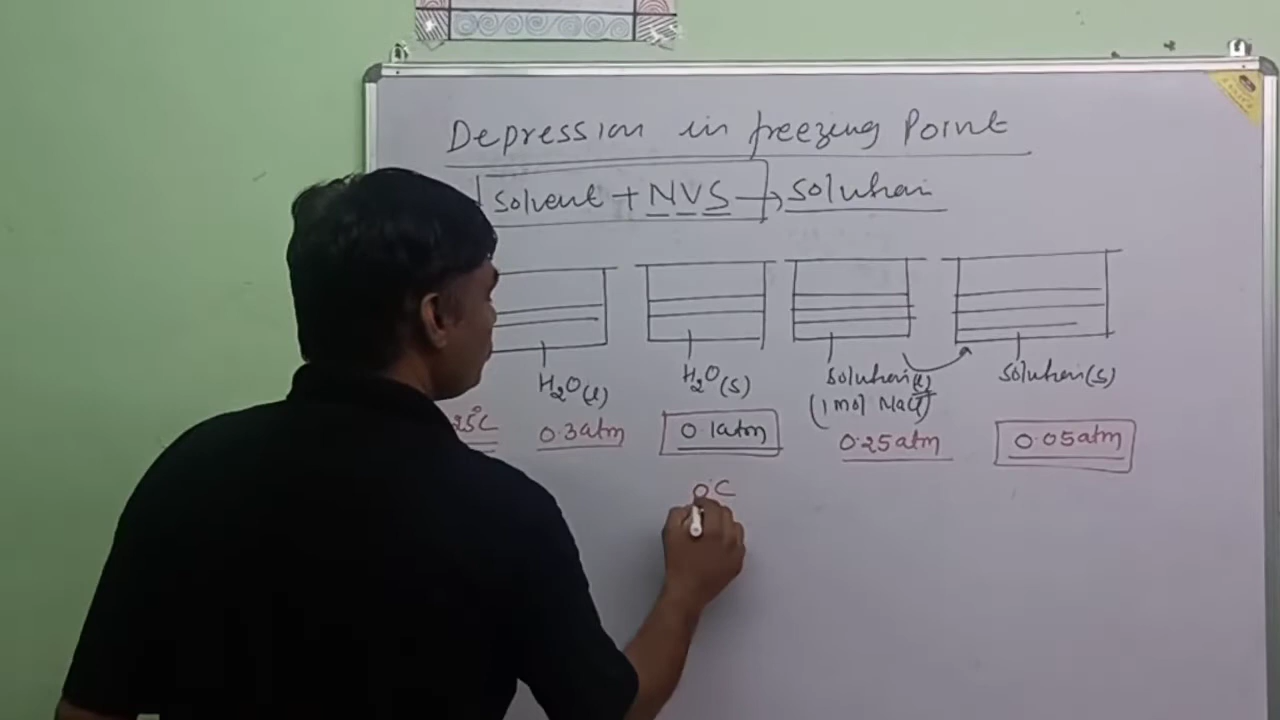 Depression in freezing Point
Solvent + NVS → Solution
H₂O(l) H₂O(s) Solution(l) Solution(s)
(1 mol NaCl)
25°C 0.3atm 0.1atm 0.25atm 0.05atm
0°C